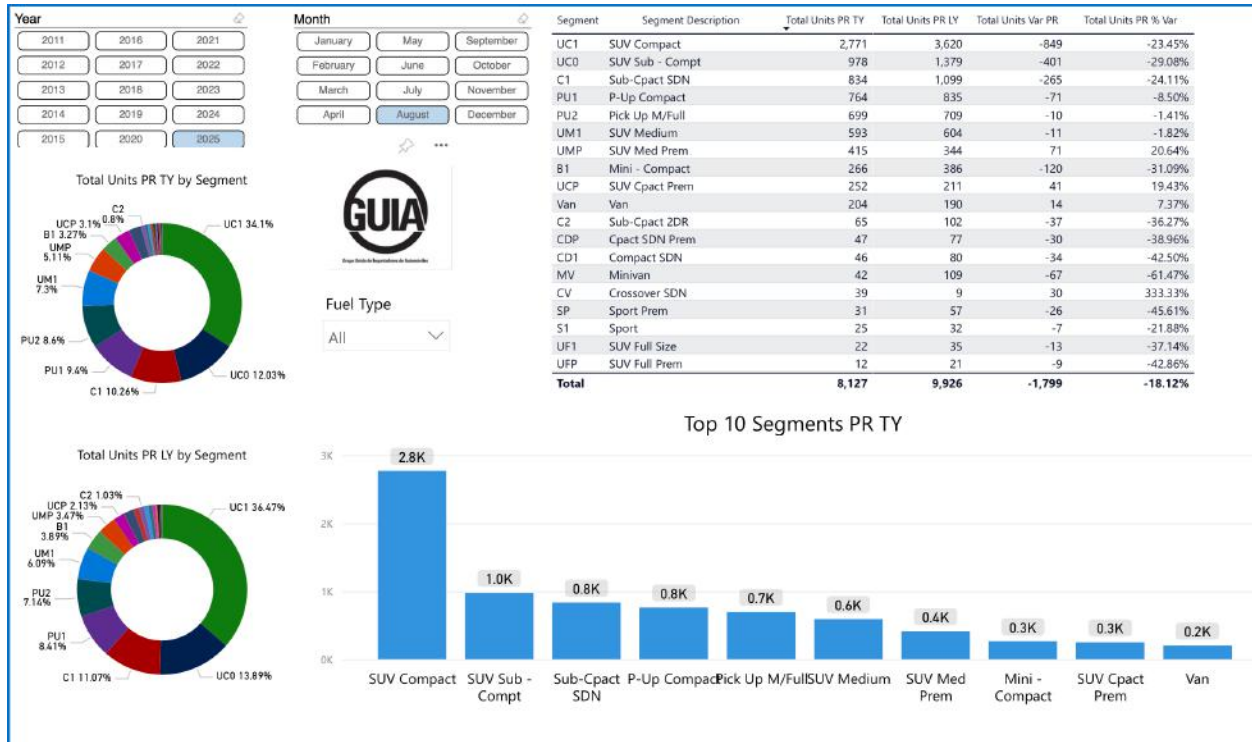 Year
2011 2016 2021
2012 2017 2022
2013 2018 2023
2014 2019 2024
2015 2020 2025
Month
January May September
February June October
March July November
April August December
Segment Segment Description Total Units PR TY Total Units PR LY Total Units Var PR Total Units PR % Var
UC1 SUV Compact 2,771 3,620 -849 -23.45%
UC0 SUV Sub - Compt 978 1,379 -401 -29.08%
C1 Sub-Cpact SDN 834 1,099 -265 -24.11%
PU1 P-Up Compact 764 835 -71 -8.50%
PU2 Pick Up M/Full 699 709 -10 -1.41%
UM1 SUV Medium 593 604 -11 -1.82%
UMP SUV Med Prem 415 344 71 20.64%
B1 Mini - Compact 266 386 -120 -31.09%
UCP SUV Cpact Prem 252 211 41 19.43%
Van Van 204 190 14 7.37%
C2 Sub-Cpact 2DR 65 102 -37 -36.27%
CDP Cpact SDN Prem 47 77 -30 -38.96%
CD1 Compact SDN 46 80 -34 -42.50%
MV Minivan 42 109 -67 -61.47%
CV Crossover SDN 39 9 30 333.33%
SP Sport Prem 31 57 -26 -45.61%
S1 Sport 25 32 -7 -21.88%
UF1 SUV Full Size 22 35 -13 -37.14%
UFP SUV Full Prem 12 21 -9 -42.86%
Total 8,127 9,926 -1,799 -18.12%
Total Units PR TY by Segment
C2
0.8%
UCP 3.1%
UC1 34.1%
B1 3.27%
UMP
5.11%
UM1
7.3%
PU2 8.6%
PU1 9.4%
C1 10.26%
UC0 12.03%
GUIA
Grupo Unido de Importadores de Automóviles
Fuel Type
All
Total Units PR LY by Segment
C2 1.03%
UCP 2.13%
UC1 36.47%
UMP 3.47%
B1
3.89%
UM1
6.09%
PU2
7.14%
PU1
8.41%
C1 11.07%
UC0 13.89%
Top 10 Segments PR TY
3K
2K
1K
0K
2.8K 1.0K 0.8K 0.8K 0.7K 0.6K 0.4K 0.3K 0.3K 0.2K
SUV Compact
SUV Sub -
Compt
Sub-Cpact
SDN
P-Up Compact
Pick Up M/Full
SUV Medium
SUV Med
Prem
Mini -
Compact
SUV Cpact
Prem
Van